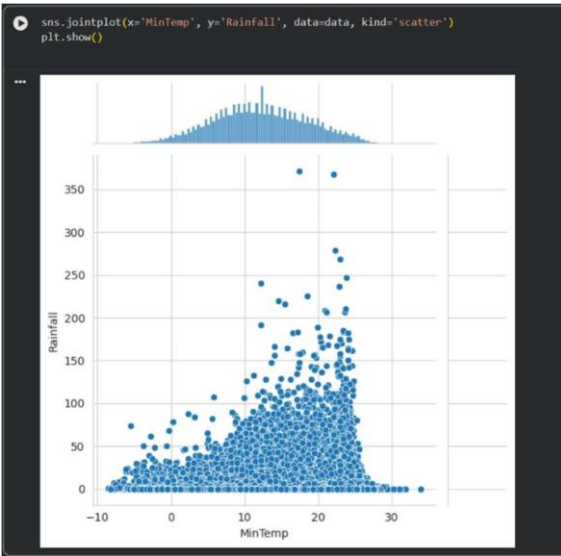 sns.jointplot(x='MinTemp', y='Rainfall', data=data, kind='scatter')
plt.show()
350
300
250
200
150
100
50
0
Rainfall
−10 0 10 20 30
MinTemp